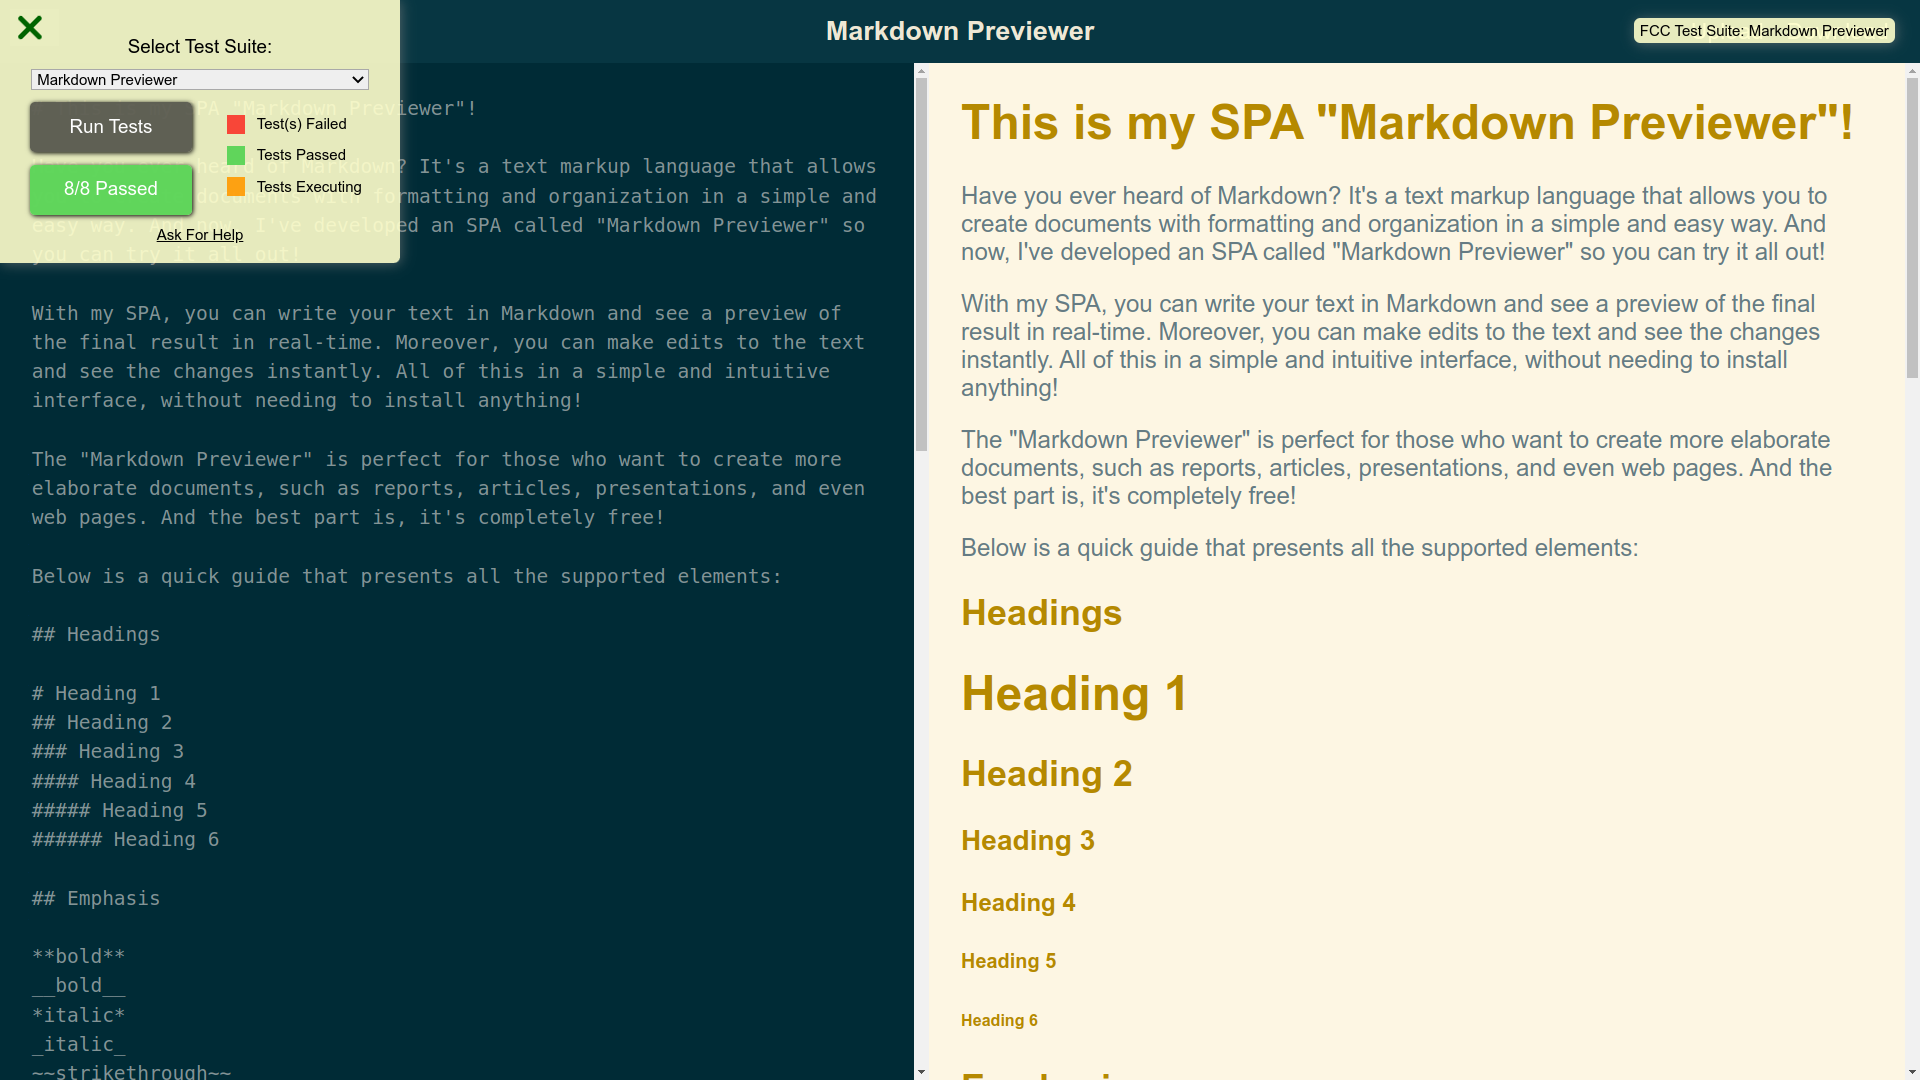 Markdown Previewer
FCC Test Suite: Markdown Previewer
Select Test Suite:
Markdown Previewer
Run Tests
8/8 Passed
Test(s) Failed
Tests Passed
Tests Executing
Ask For Help
PA "Markdown Previewer"!
heard of Markdown? It's a text markup language that allows
documents with formatting and organization in a simple and
easy way. And now, I've developed an SPA called "Markdown Previewer" so
you can try it all out!
With my SPA, you can write your text in Markdown and see a preview of
the final result in real-time. Moreover, you can make edits to the text
and see the changes instantly. All of this in a simple and intuitive
interface, without needing to install anything!
The "Markdown Previewer" is perfect for those who want to create more
elaborate documents, such as reports, articles, presentations, and even
web pages. And the best part is, it's completely free!
Below is a quick guide that presents all the supported elements:
## Headings
# Heading 1
## Heading 2
### Heading 3
#### Heading 4
##### Heading 5
###### Heading 6
## Emphasis
**bold**
__bold__
*italic*
_italic_
~~strikethrough~~
This is my SPA "Markdown Previewer"!
Have you ever heard of Markdown? It's a text markup language that allows you to
create documents with formatting and organization in a simple and easy way. And
now, I've developed an SPA called "Markdown Previewer" so you can try it all out!
With my SPA, you can write your text in Markdown and see a preview of the final
result in real-time. Moreover, you can make edits to the text and see the changes
instantly. All of this in a simple and intuitive interface, without needing to install
anything!
The "Markdown Previewer" is perfect for those who want to create more elaborate
documents, such as reports, articles, presentations, and even web pages. And the
best part is, it's completely free!
Below is a quick guide that presents all the supported elements:
Headings
Heading 1
Heading 2
Heading 3
Heading 4
Heading 5
Heading 6